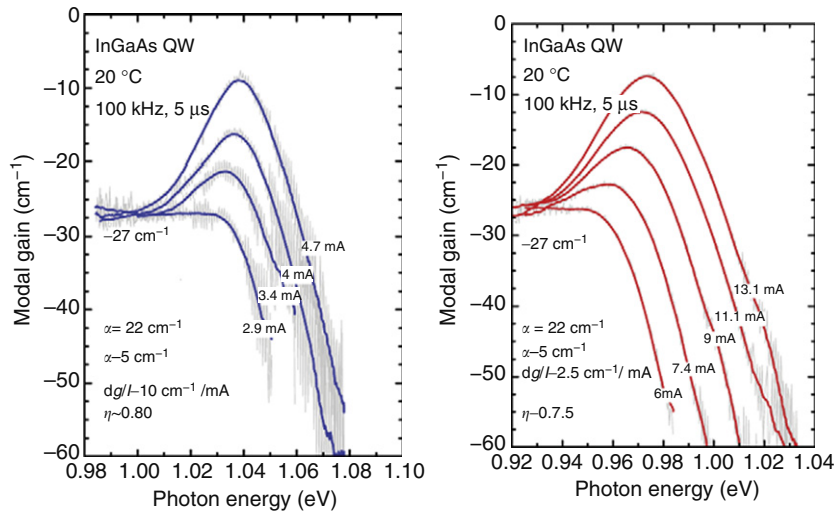 InGaAs QW
20 °C
100 kHz, 5 μs
−27 cm⁻¹
4.7 mA
4 mA
3.4 mA
2.9 mA
α= 22 cm⁻¹
α−5 cm⁻¹
dg/I−10 cm⁻¹ /mA
η~0.80
Modal gain (cm⁻¹)
0
−10
−20
−30
−40
−50
−60
0.98 1.00 1.02 1.04 1.06 1.08 1.10
Photon energy (eV)
InGaAs QW
20 °C
100 kHz, 5 μs
−27 cm⁻¹
13.1 mA
11.1 mA
9 mA
7.4 mA
6mA
α = 22 cm⁻¹
α−5 cm⁻¹
dg/I−2.5 cm⁻¹/ mA
η−0.7.5
Modal gain (cm⁻¹)
0
−10
−20
−30
−40
−50
−60
0.92 0.94 0.96 0.98 1.00 1.02 1.04
Photon energy (eV)